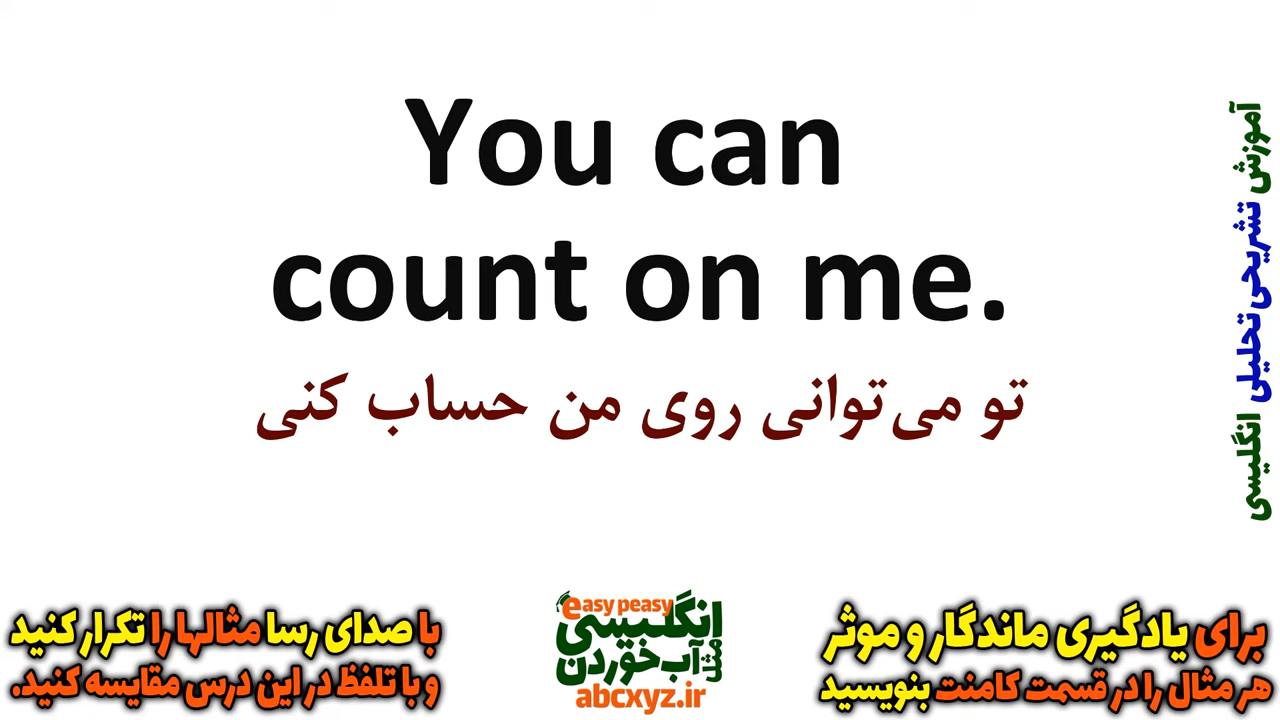 You can
count on me.
تو می‌توانی روی من حساب کنی
آموزش تشریحی تحلیلی انگلیسی
با صدای رسا مثالها را تکرار کنید
و با تلفظ در این درس مقایسه کنید.
easy peasy
انگلیسی
مثل آب خوردن
abcxyz.ir
برای یادگیری ماندگار و موثر
هر مثال را در قسمت کامنت بنویسید